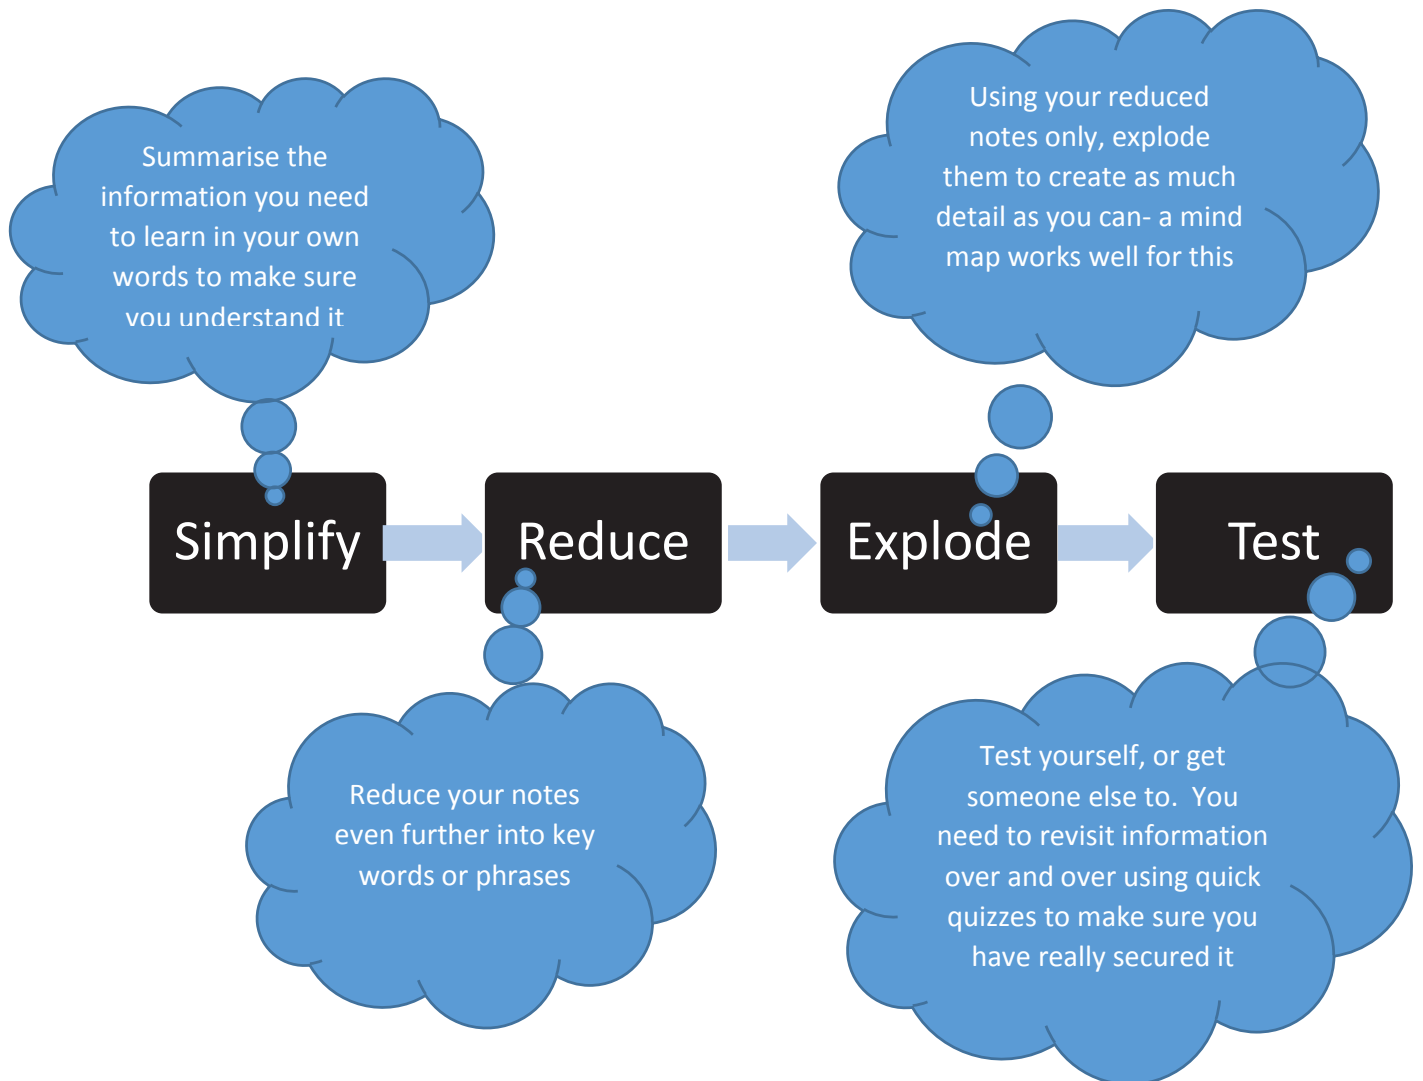 Summarise the
information you need
to learn in your own
words to make sure
you understand it
Using your reduced
notes only, explode
them to create as much
detail as you can- a mind
map works well for this
Simplify
Reduce
Explode
Test
Reduce your notes
even further into key
words or phrases
Test yourself, or get
someone else to.  You
need to revisit information
over and over using quick
quizzes to make sure you
have really secured it